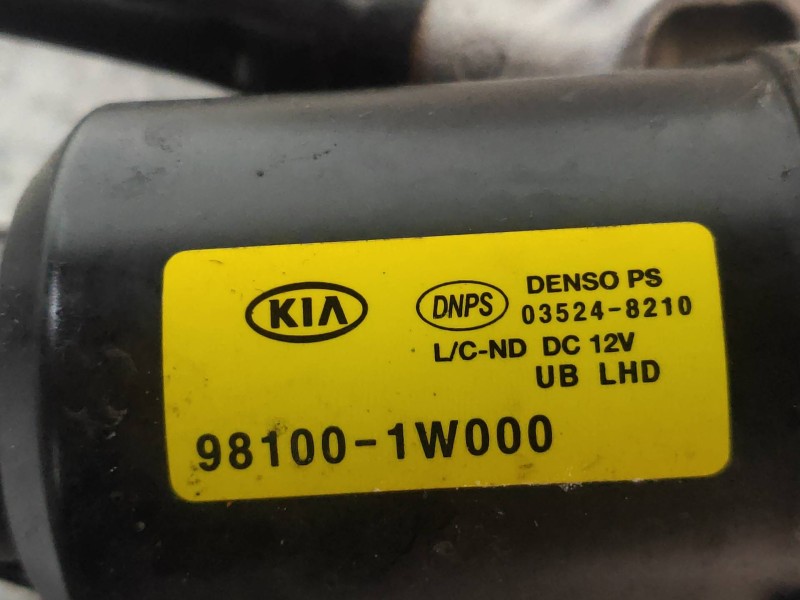 KIA
DNPS
DENSO PS
03524-8210
L/C-ND DC 12V
UB LHD
98100-1W000